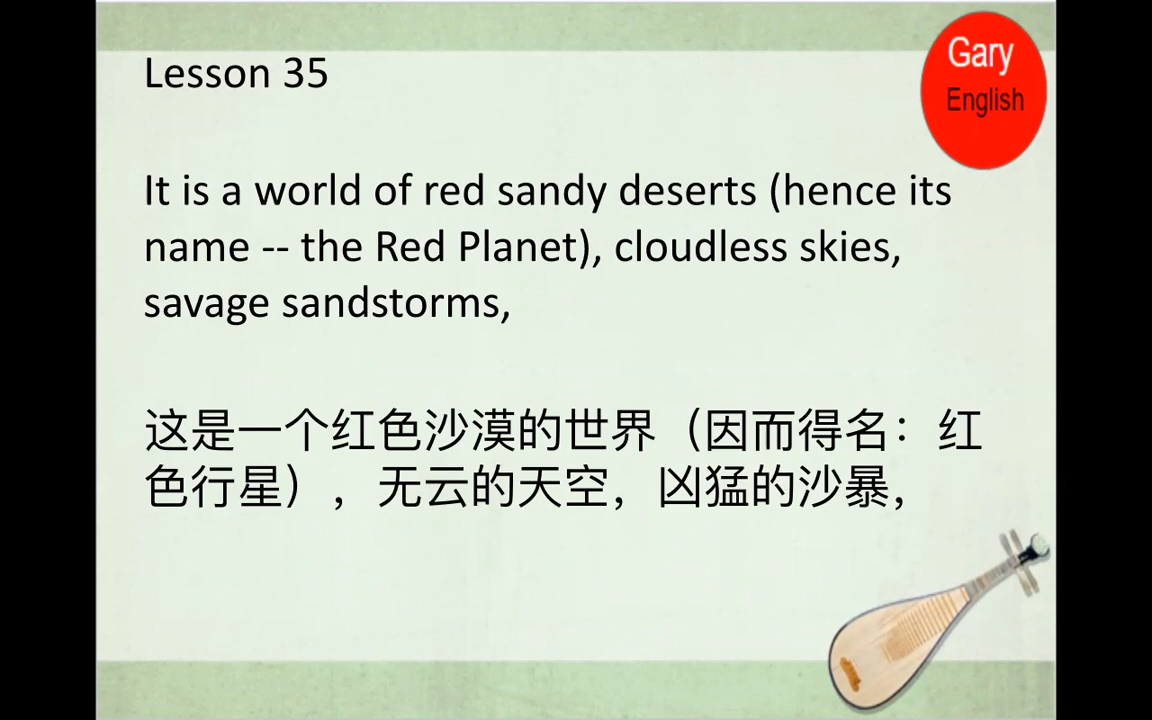 Lesson 35
Gary
English
It is a world of red sandy deserts (hence its
name -- the Red Planet), cloudless skies,
savage sandstorms,
这是一个红色沙漠的世界（因而得名：红
色行星），无云的天空，凶猛的沙暴，